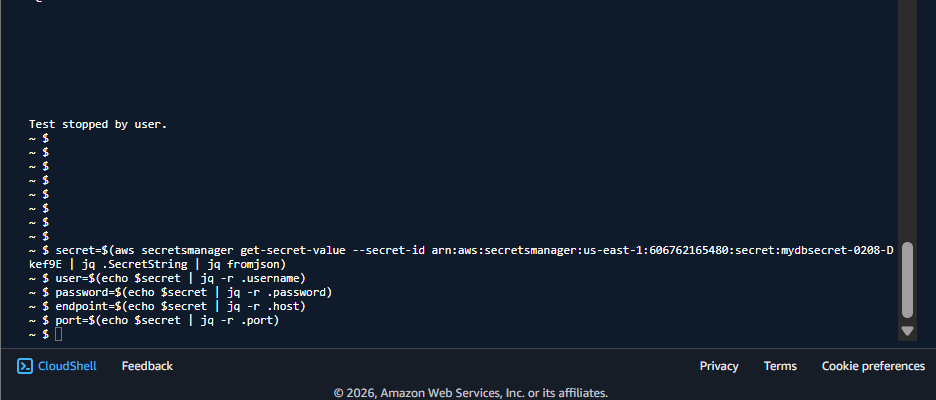 Test stopped by user.
~ $
~ $
~ $
~ $
~ $
~ $
~ $
~ $
~ $ secret=$(aws secretsmanager get-secret-value --secret-id arn:aws:secretsmanager:us-east-1:606762165480:secret:mydbsecret-0208-D
kef9E | jq .SecretString | jq fromjson)
~ $ user=$(echo $secret | jq -r .username)
~ $ password=$(echo $secret | jq -r .password)
~ $ endpoint=$(echo $secret | jq -r .host)
~ $ port=$(echo $secret | jq -r .port)
~ $
CloudShell Feedback Privacy Terms Cookie preferences
© 2026, Amazon Web Services, Inc. or its affiliates.